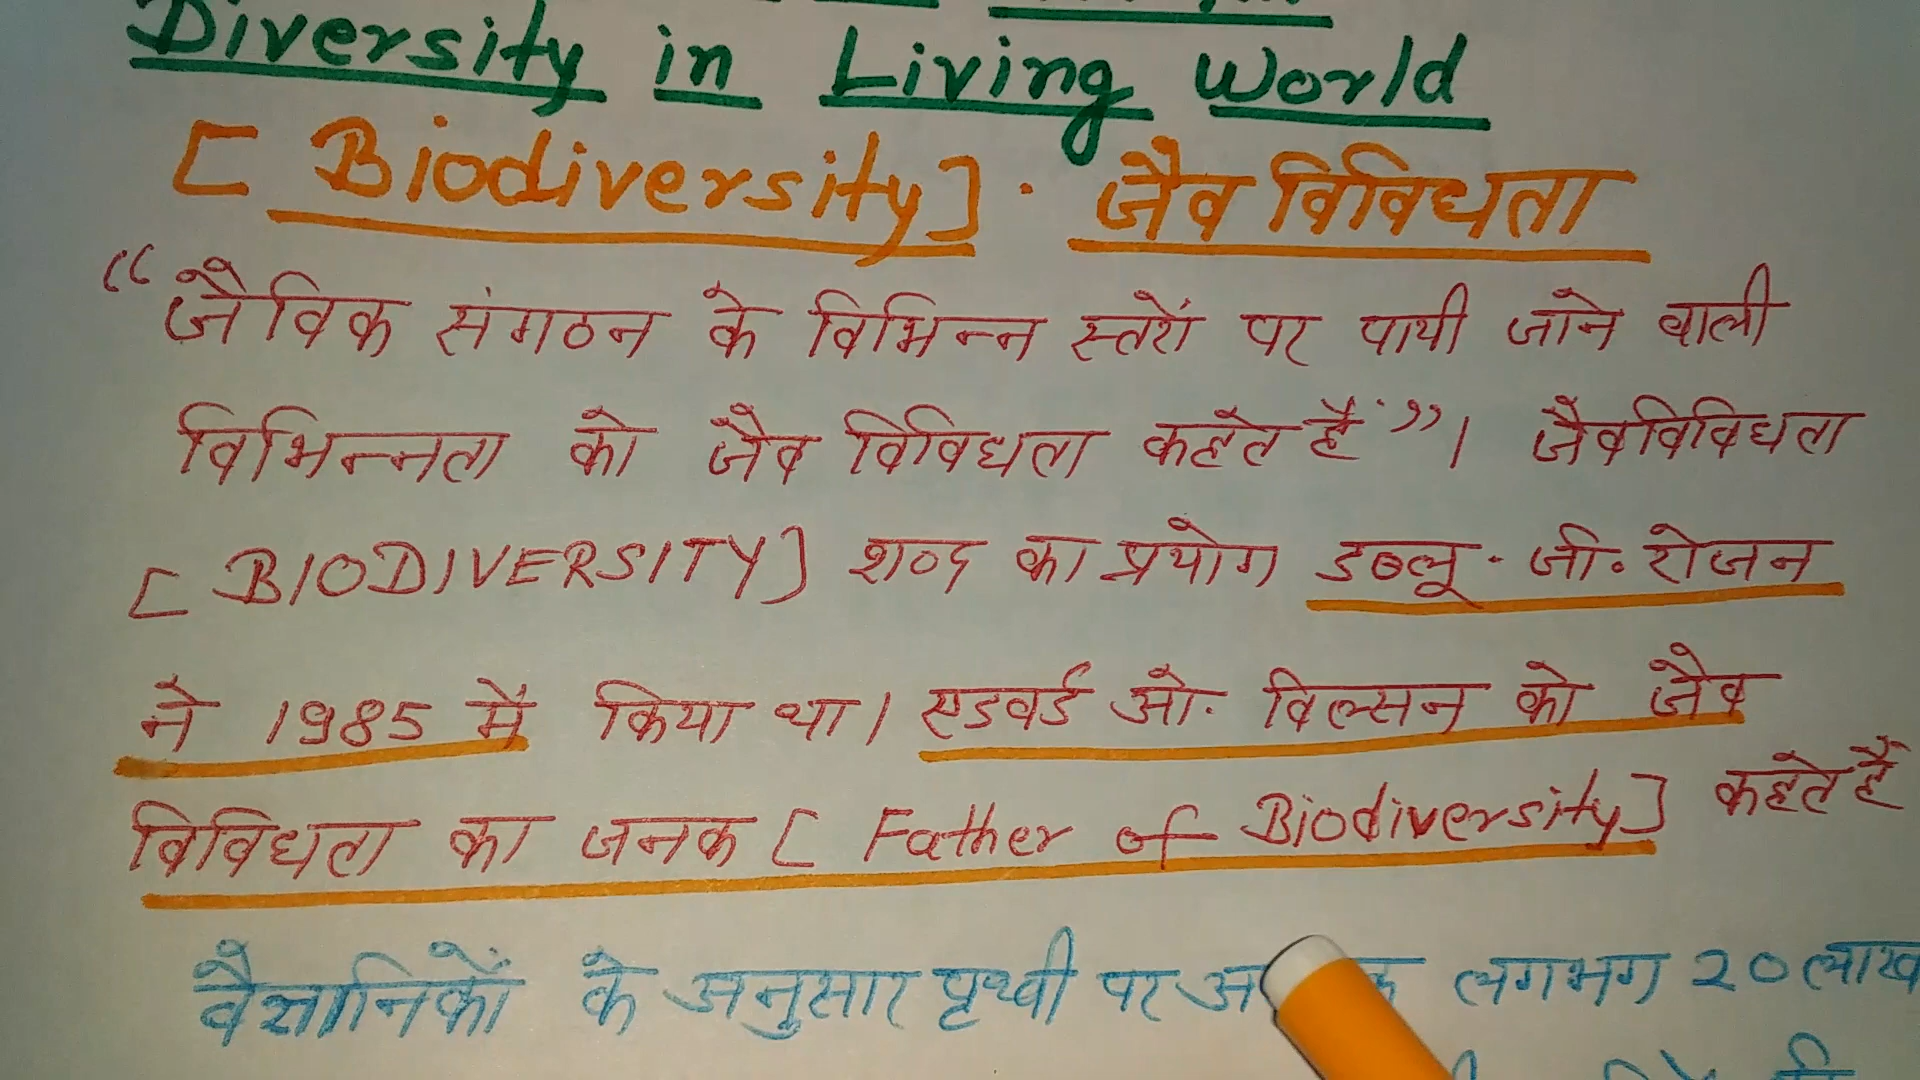 Diversity in Living World
[ Biodiversity ] . जैव विविधता
“ जैविक संगठन के विभिन्न स्तरों पर पायी जाने वाली
विभिन्नता को जैव विविधता कहते हैं ” । जैवविविधता
[ BIODIVERSITY ] शब्द का प्रयोग डब्लू . जी . रोजन
ने 1985 में किया था । एडवर्ड ओ . विल्सन को जैव
विविधता का जनक [ Father of Biodiversity ] कहते हैं
वैज्ञानिकों के अनुसार पृथ्वी पर लगभग 20 लाख